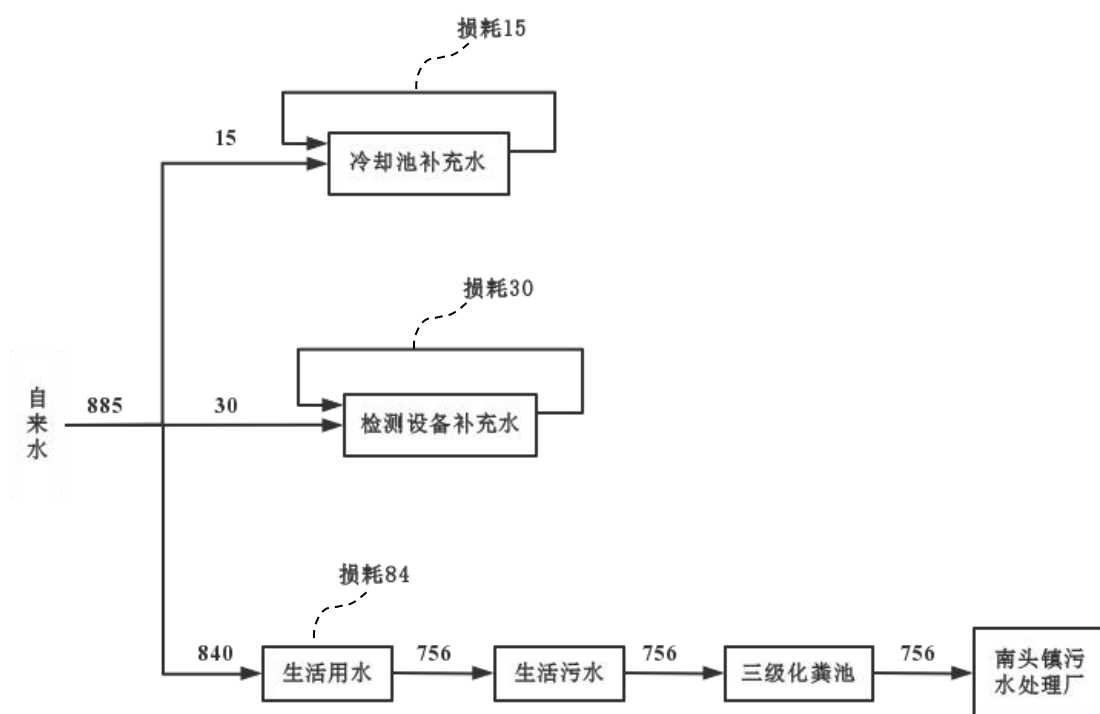 损耗15
15
冷却池补充水
损耗30
自来水
885
30
检测设备补充水
损耗84
840
生活用水
756
生活污水
756
三级化粪池
756
南头镇污
水处理厂